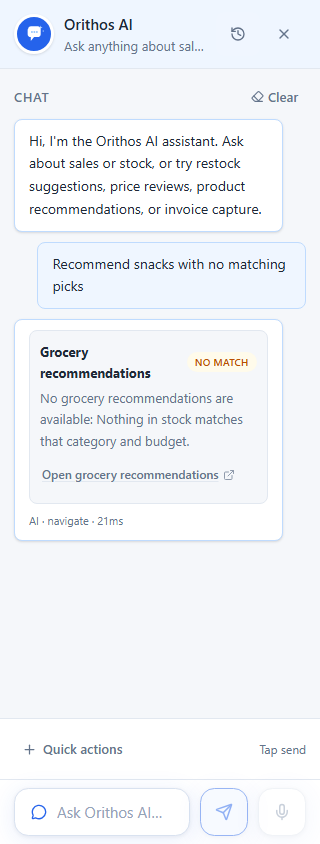 Orithos AI
Ask anything about sal...
CHAT
Clear
Hi, I'm the Orithos AI assistant. Ask
about sales or stock, or try restock
suggestions, price reviews, product
recommendations, or invoice capture.
Recommend snacks with no matching
picks
Grocery
recommendations
NO MATCH
No grocery recommendations are
available: Nothing in stock matches
that category and budget.
Open grocery recommendations
AI · navigate · 21ms
Quick actions
Tap send
Ask Orithos AI...